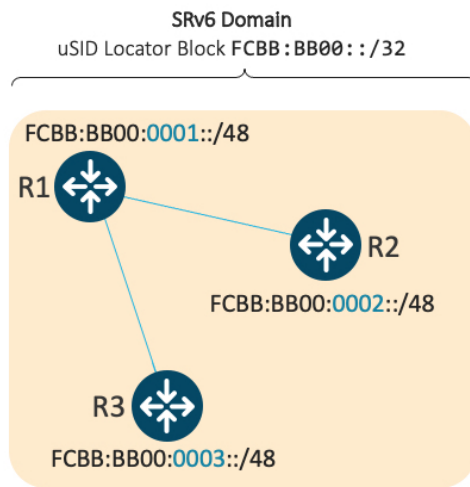 SRv6 Domain
uSID Locator Block FCBB:BB00::/32
FCBB:BB00:0001::/48
R1
R2
FCBB:BB00:0002::/48
R3
FCBB:BB00:0003::/48